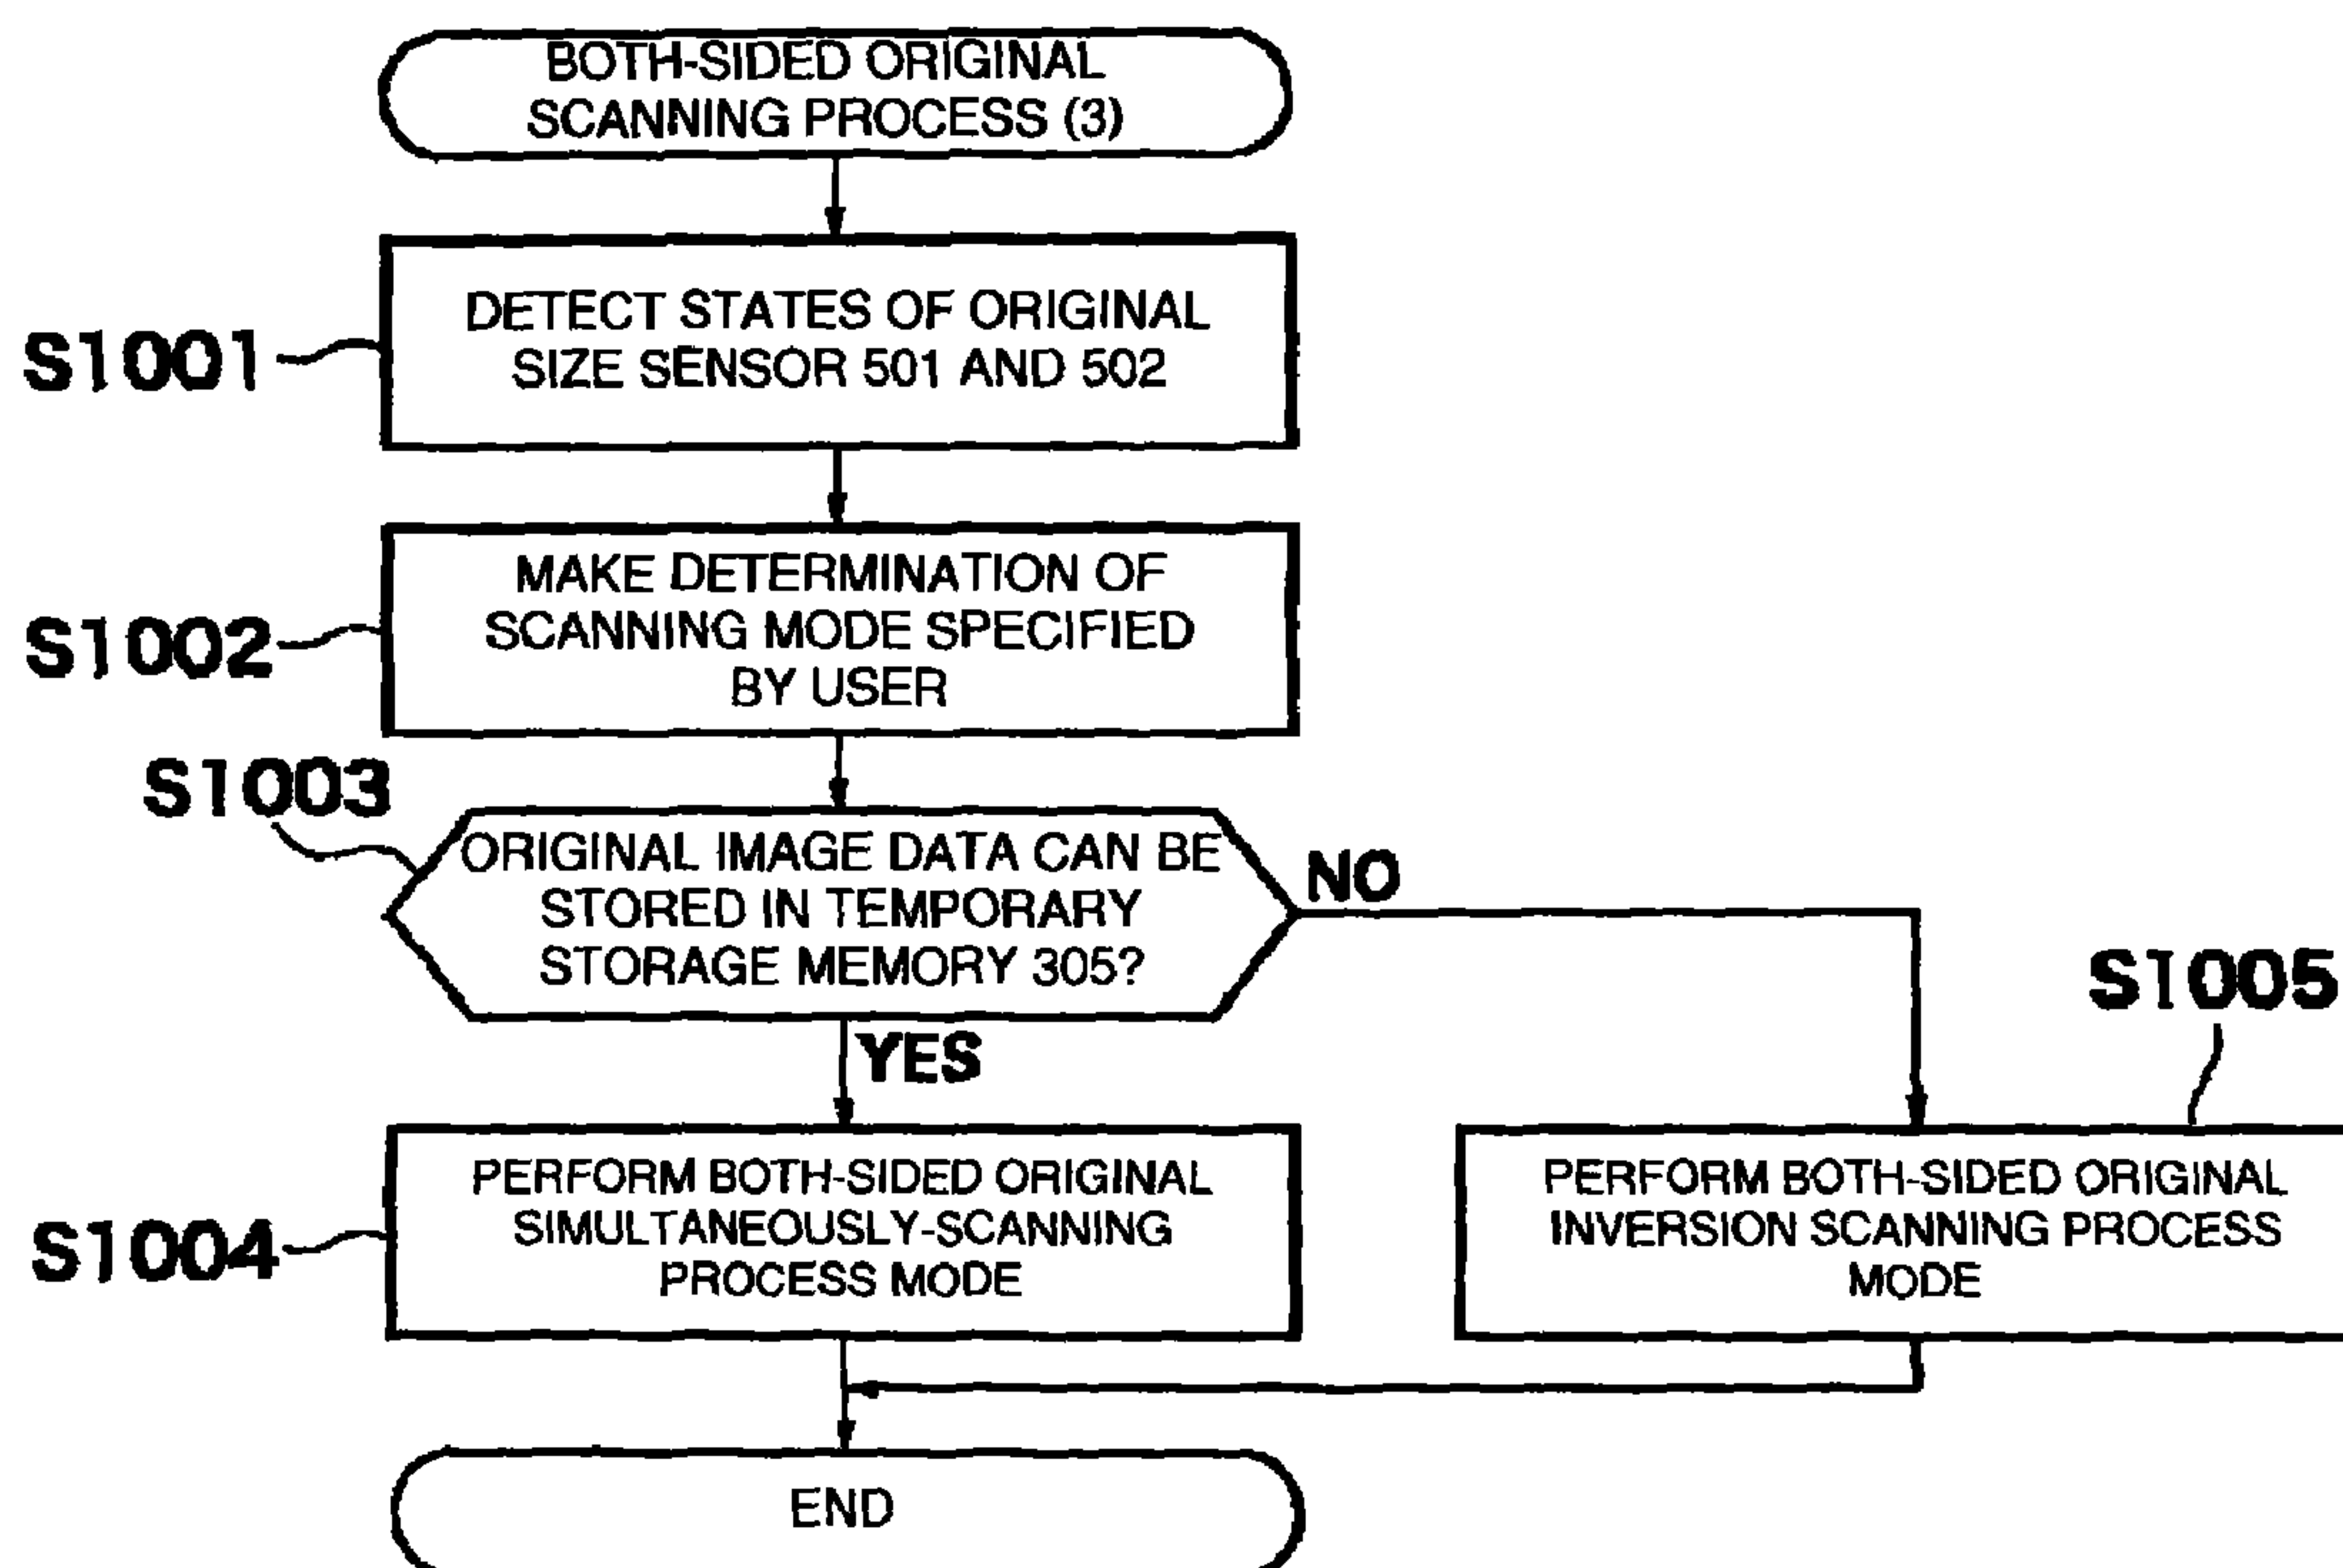 BOTH-SIDED ORIGINAL
SCANNING PROCESS (3)
S1001
DETECT STATES OF ORIGINAL
SIZE SENSOR 501 AND 502
S1002
MAKE DETERMINATION OF
SCANNING MODE SPECIFIED
BY USER
S1003
ORIGINAL IMAGE DATA CAN BE
STORED IN TEMPORARY
STORAGE MEMORY 305?
NO
YES
S1004
PERFORM BOTH-SIDED ORIGINAL
SIMULTANEOUSLY-SCANNING
PROCESS MODE
S1005
PERFORM BOTH-SIDED ORIGINAL
INVERSION SCANNING PROCESS
MODE
END